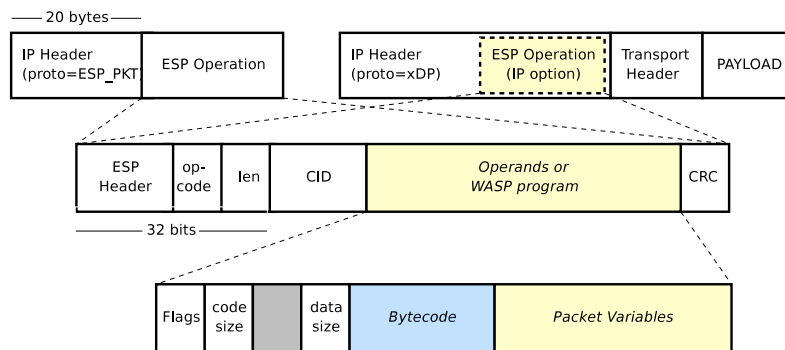 20 bytes
IP Header
(proto=ESP_PKT)
ESP Operation
IP Header
(proto=xDP)
ESP Operation
(IP option)
Transport
Header
PAYLOAD
ESP
Header
op-
code
len
CID
Operands or
WASP program
CRC
32 bits
Flags
code
size
data
size
Bytecode
Packet Variables